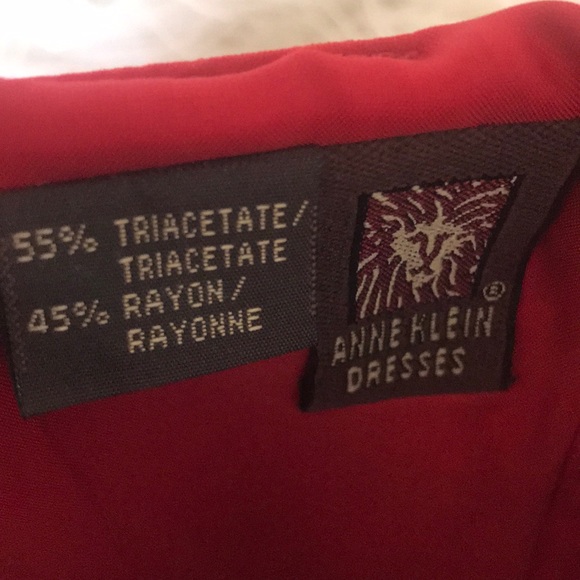 55% TRIACETATE/
TRIACETATE
45% RAYON/
RAYONNE
®
ANNE KLEIN
DRESSES